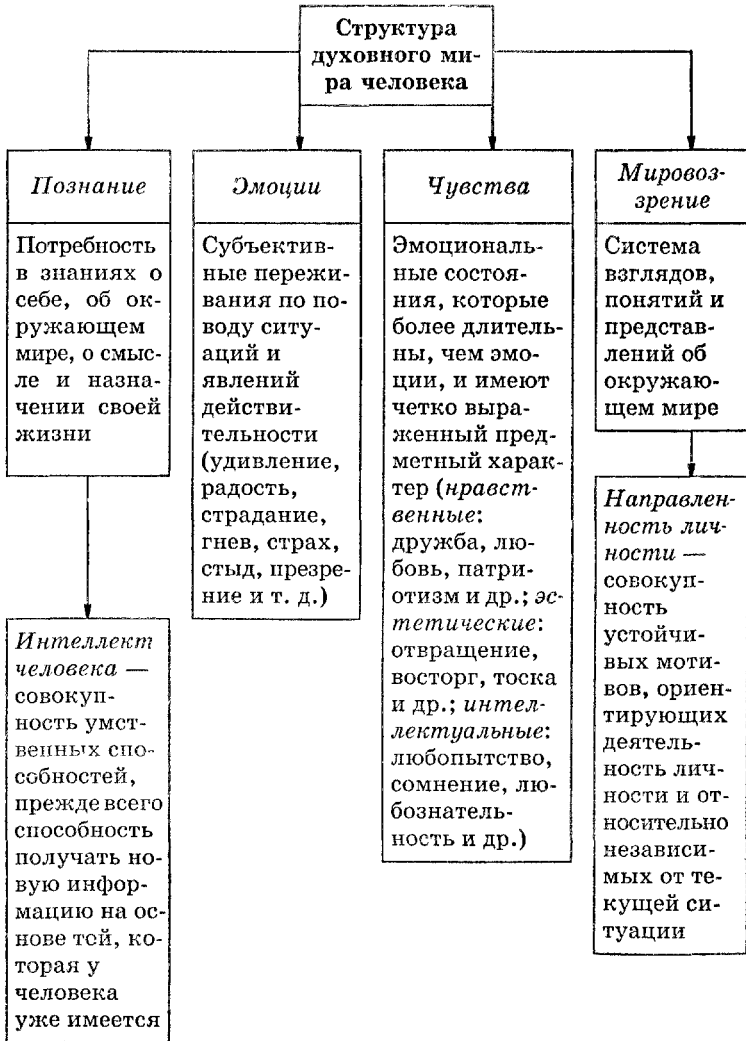 Структура
духовного ми-
ра человека
Познание
Потребность
в знаниях о
себе, об ок-
ружающем
мире, о смыс-
ле и назна-
чении своей
жизни
Интеллект
человека —
совокуп-
ность умст-
венных спо-
собностей,
прежде всего
способность
получать но-
вую инфор-
мацию на ос-
нове той, ко-
торая у
человека
уже имеется
Эмоции
Субъектив-
ные пережи-
вания по по-
воду ситу-
аций и
явлений
действи-
тельности
(удивление,
радость,
страдание,
гнев, страх,
стыд, презре-
ние и т. д.)
Чувства
Эмоциональ-
ные состоя-
ния, которые
более длитель-
ны, чем эмо-
ции, и имеют
четко выра-
женный пред-
метный харак-
тер (нравст-
венные:
дружба, лю-
бовь, патри-
отизм и др.; эс-
тетические:
отвращение,
восторг, тоска
и др.; интел-
лектуальные:
любопытство,
сомнение, лю-
бознатель-
ность и др.)
Мировоз-
зрение
Система
взглядов,
понятий и
представ-
лений об
окружаю-
щем мире
Направлен-
ность лич-
ности —
совокуп-
ность
устойчи-
вых моти-
вов, ориен-
тирующих
деятель-
ность лич-
ности и от-
носительно
независи-
мых от те-
кущей си-
туации